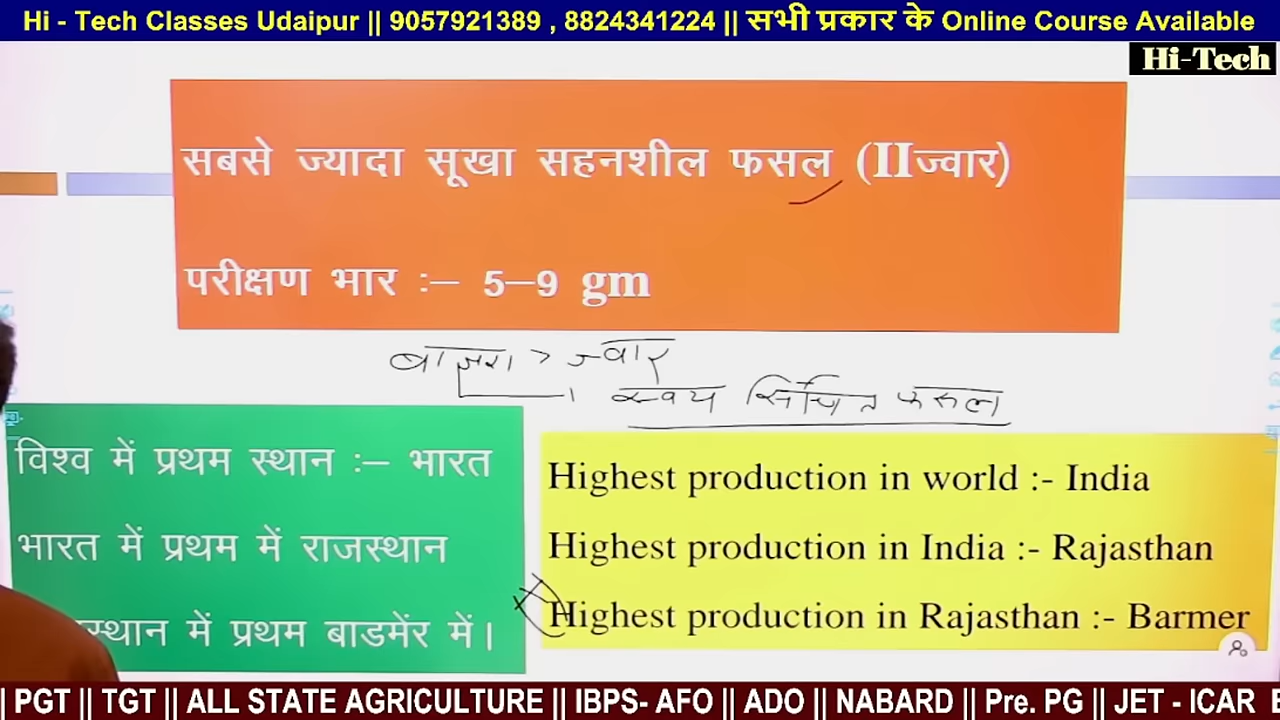 Hi - Tech Classes Udaipur || 9057921389 , 8824341224 || सभी प्रकार के Online Course Available
Hi-Tech
सबसे ज्यादा सूखा सहनशील फसल (IIज्वार)
परीक्षण भार :– 5–9 gm
बाजरा > ज्वार
स्वयं सिंचित फसल
विश्व में प्रथम स्थान :– भारत
भारत में प्रथम में राजस्थान
स्थान में प्रथम बाडमेंर में।
Highest production in world :- India
Highest production in India :- Rajasthan
Highest production in Rajasthan :- Barmer
|| PGT || TGT || ALL STATE AGRICULTURE || IBPS- AFO || ADO || NABARD || Pre. PG || JET - ICAR